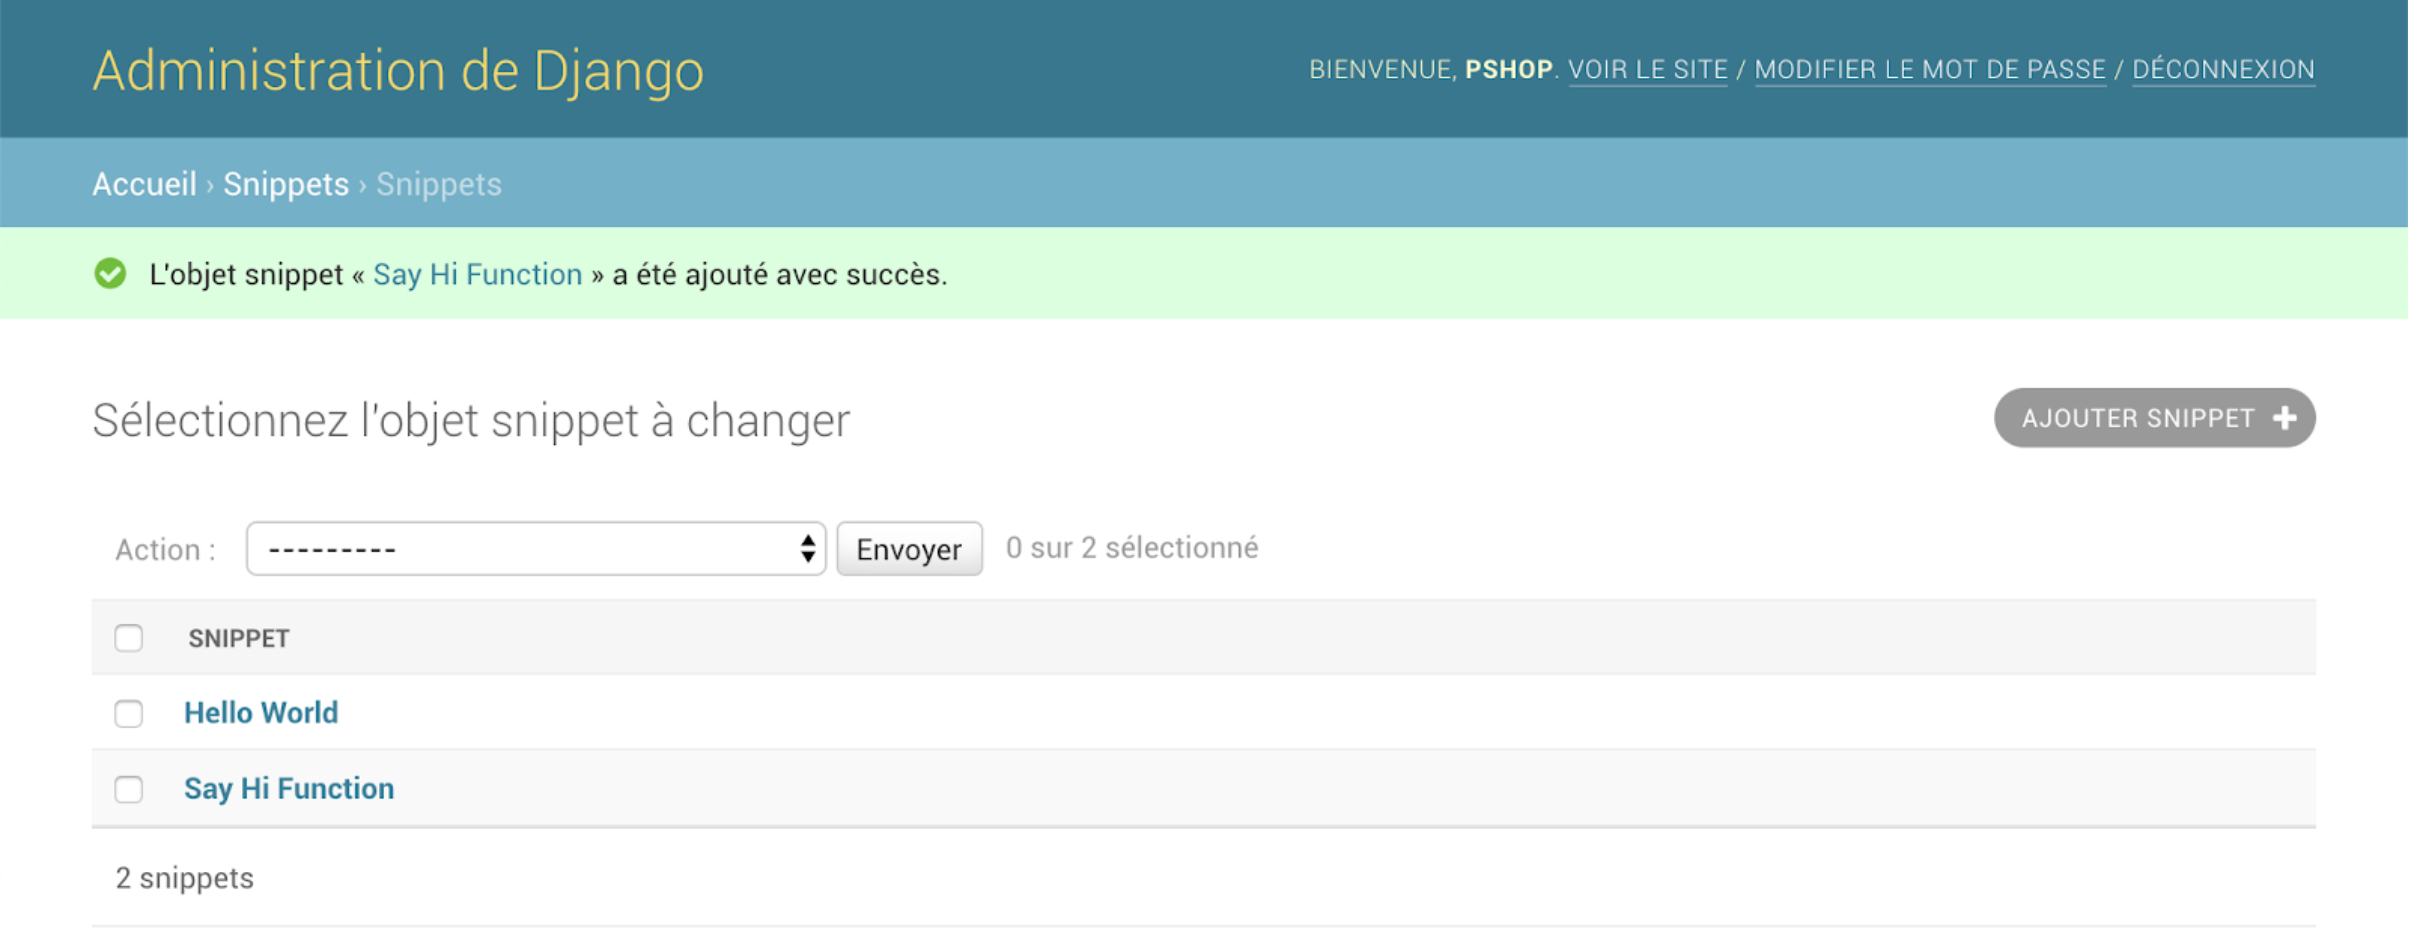 Administration de Django
BIENVENUE, PSHOP. VOIR LE SITE / MODIFIER LE MOT DE PASSE / DÉCONNEXION
Accueil › Snippets › Snippets
L'objet snippet « Say Hi Function » a été ajouté avec succès.
Sélectionnez l'objet snippet à changer
AJOUTER SNIPPET +
Action : --------- Envoyer 0 sur 2 sélectionné
SNIPPET
Hello World
Say Hi Function
2 snippets